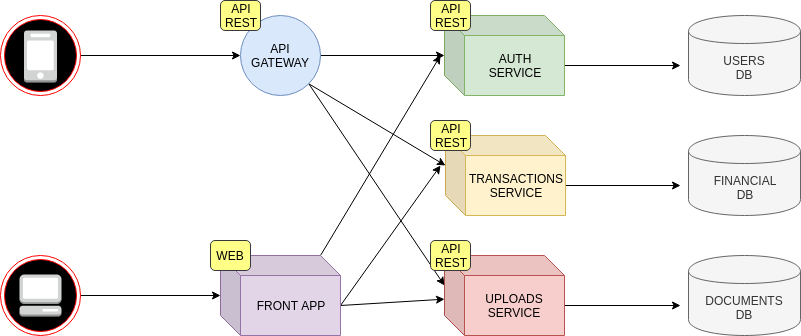 API
REST
API
GATEWAY
API
REST
AUTH
SERVICE
USERS
DB
API
REST
TRANSACTIONS
SERVICE
FINANCIAL
DB
WEB
FRONT APP
API
REST
UPLOADS
SERVICE
DOCUMENTS
DB